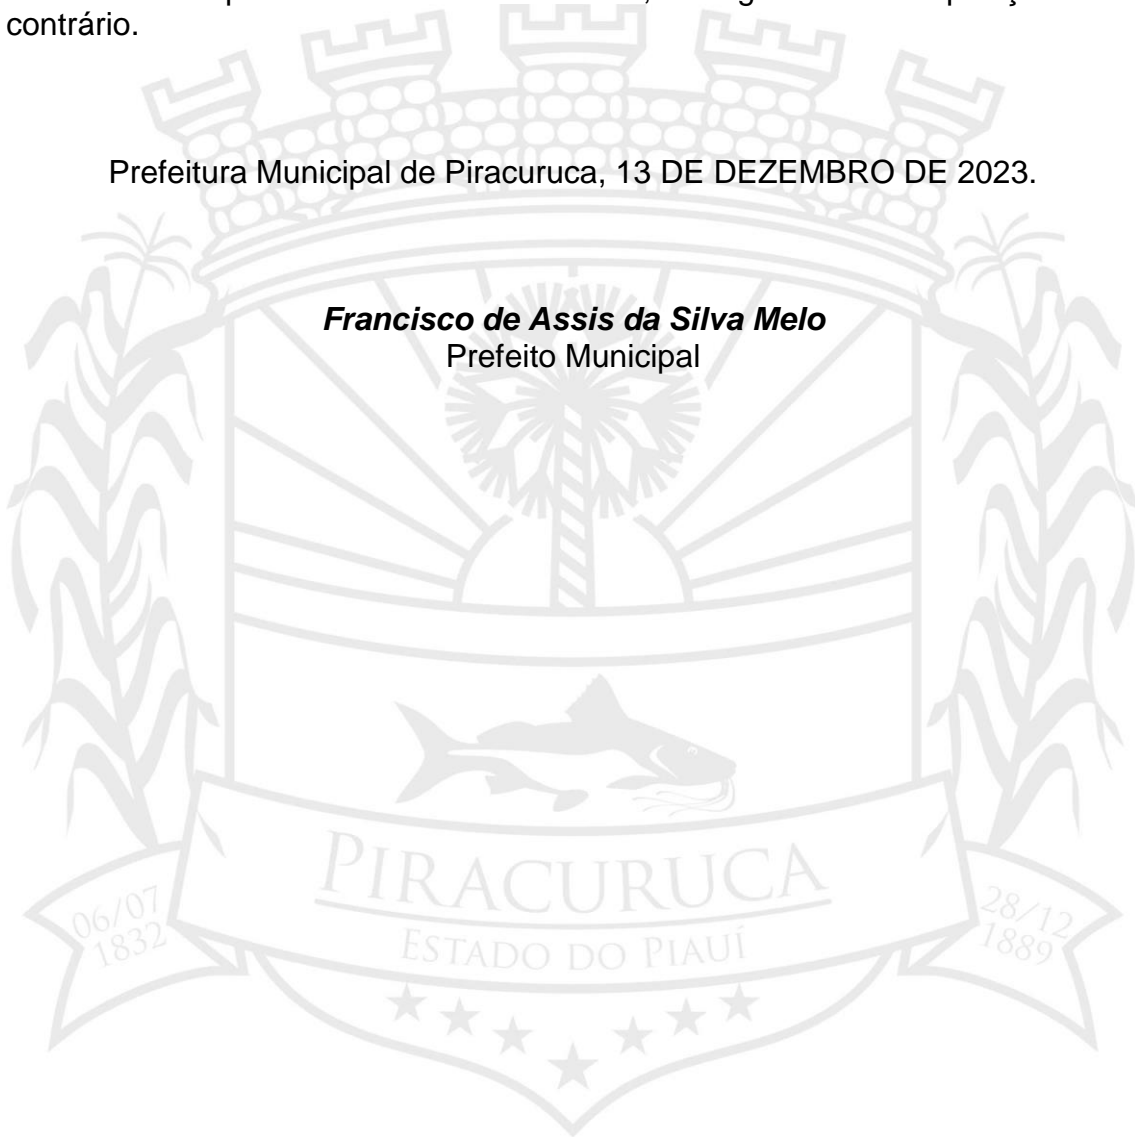 contrário.
Prefeitura Municipal de Piracuruca, 13 DE DEZEMBRO DE 2023.
Francisco de Assis da Silva Melo
Prefeito Municipal
PIRACURUCA
ESTADO DO PIAUÍ
06/07
1832
28/12
1889